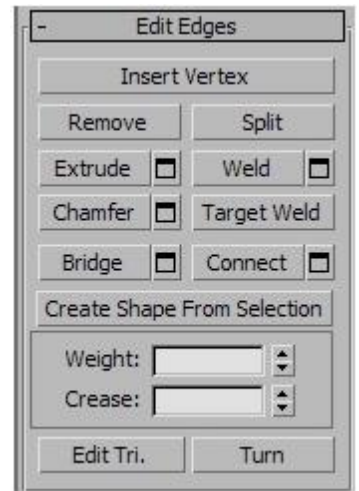 - Edit Edges
Insert Vertex
Remove Split
Extrude Weld
Chamfer Target Weld
Bridge Connect
Create Shape From Selection
Weight:
Crease:
Edit Tri. Turn